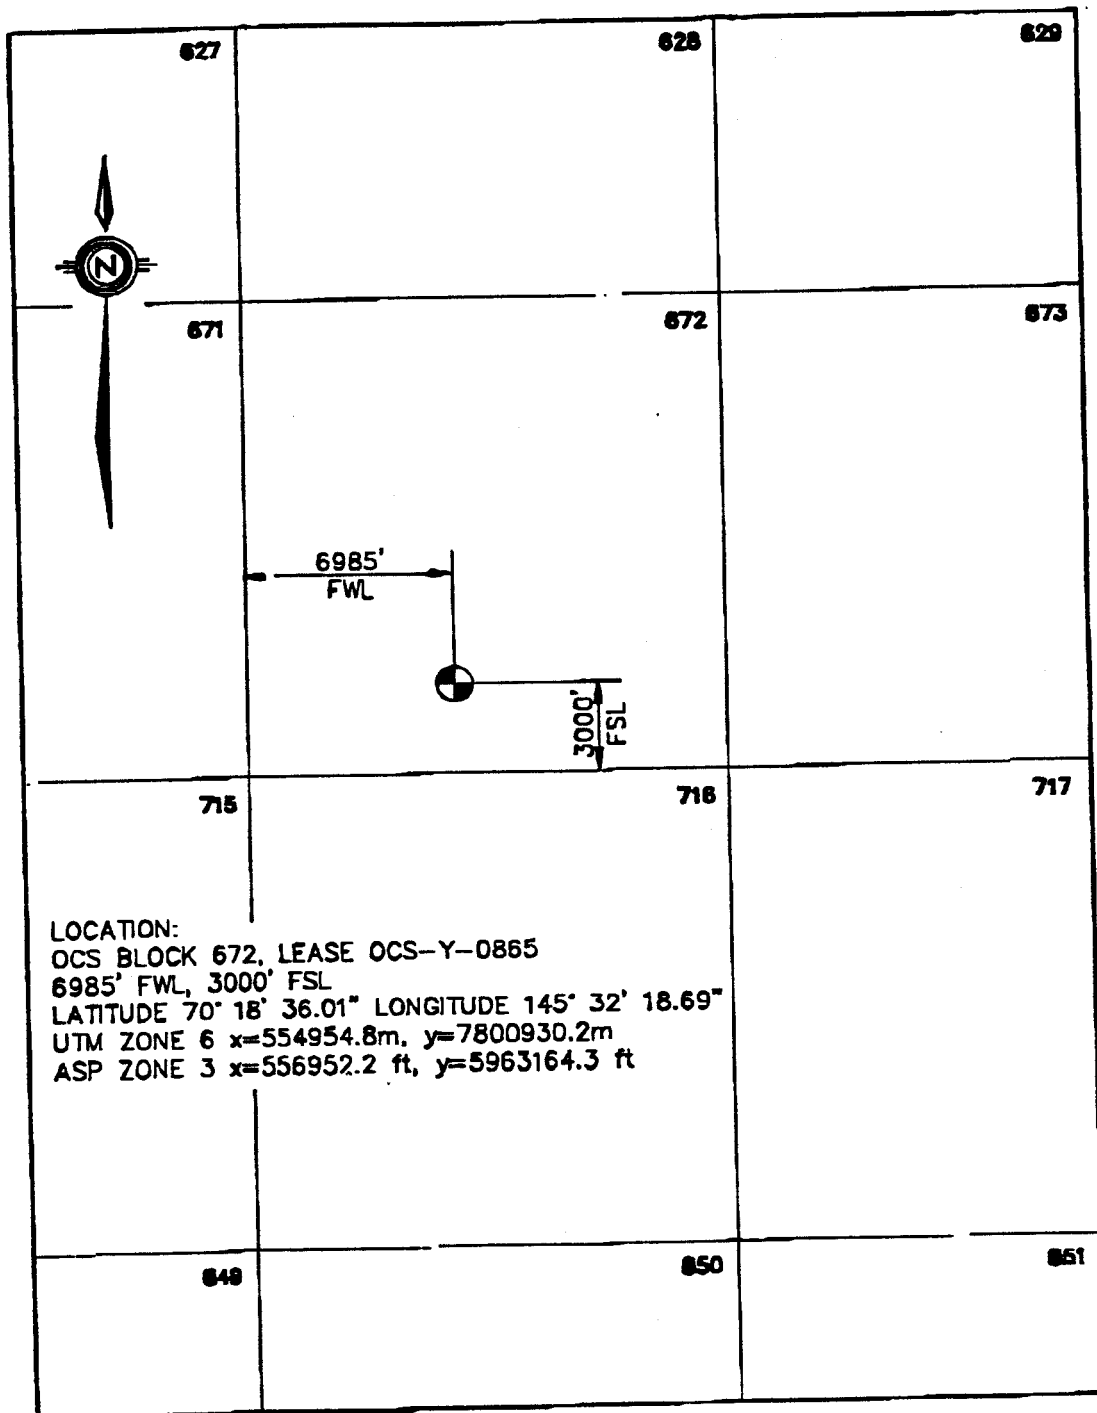 627
628
629
N
671
672
673
6985'
FWL
3000'
FSL
715
716
717
LOCATION:
OCS BLOCK 672, LEASE OCS-Y-0865
6985' FWL, 3000' FSL
LATITUDE 70° 18' 36.01" LONGITUDE 145° 32' 18.69"
UTM ZONE 6 x=554954.8m, y=7800930.2m
ASP ZONE 3 x=556952.2 ft, y=5963164.3 ft
850